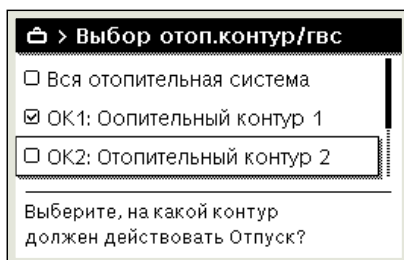 > Выбор отоп.контур/гвс
Вся отопительная система
ОК1: Оопительный контур 1
ОК2: Отопительный контур 2
Выберите, на какой контур
должен действовать Отпуск?